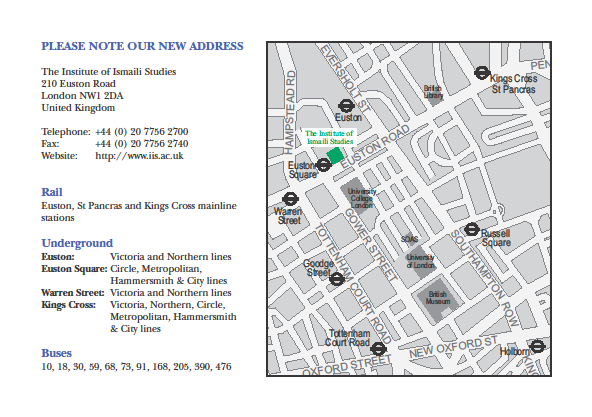 PLEASE NOTE OUR NEW ADDRESS
The Institute of Ismaili Studies
210 Euston Road
London NW1 2DA
United Kingdom
Telephone: +44 (0) 20 7756 2700
Fax: +44 (0) 20 7756 2740
Website: http://www.iis.ac.uk
Rail
Euston, St Pancras and Kings Cross mainline
stations
Underground
Euston: Victoria and Northern lines
Euston Square: Circle, Metropolitan,
Hammersmith & City lines
Warren Street: Victoria and Northern lines
Kings Cross: Victoria, Northern, Circle,
Metropolitan, Hammersmith
& City lines
Buses
10, 18, 30, 59, 68, 73, 91, 168, 205, 390, 476
HAMPSTEAD RD
EVERSHOLT ST
PEN
Kings Cross
St Pancras
British
Library
Euston
The Institute of
Ismaili Studies
EUSTON ROAD
Euston
Square
University
College
London
Warren
Street
GOWER STREET
TOTTENHAM COURT ROAD
SOAS
University
of London
Russell
Square
SOUTHAMPTON ROW
Goodge
Street
British
Museum
Tottenham
Court Road
NEW OXFORD ST
Holborn
OXFORD STREET
KING